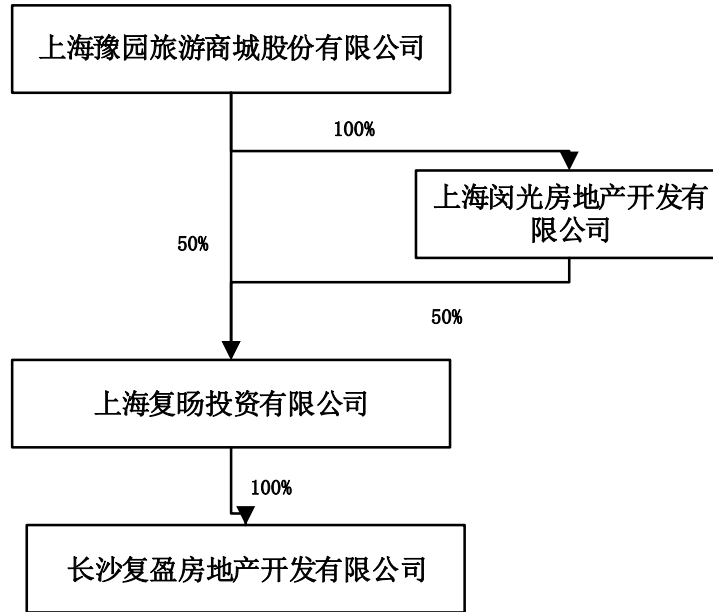 上海豫园旅游商城股份有限公司
100%
上海闵光房地产开发有
限公司
50%
50%
上海复旸投资有限公司
100%
长沙复盈房地产开发有限公司